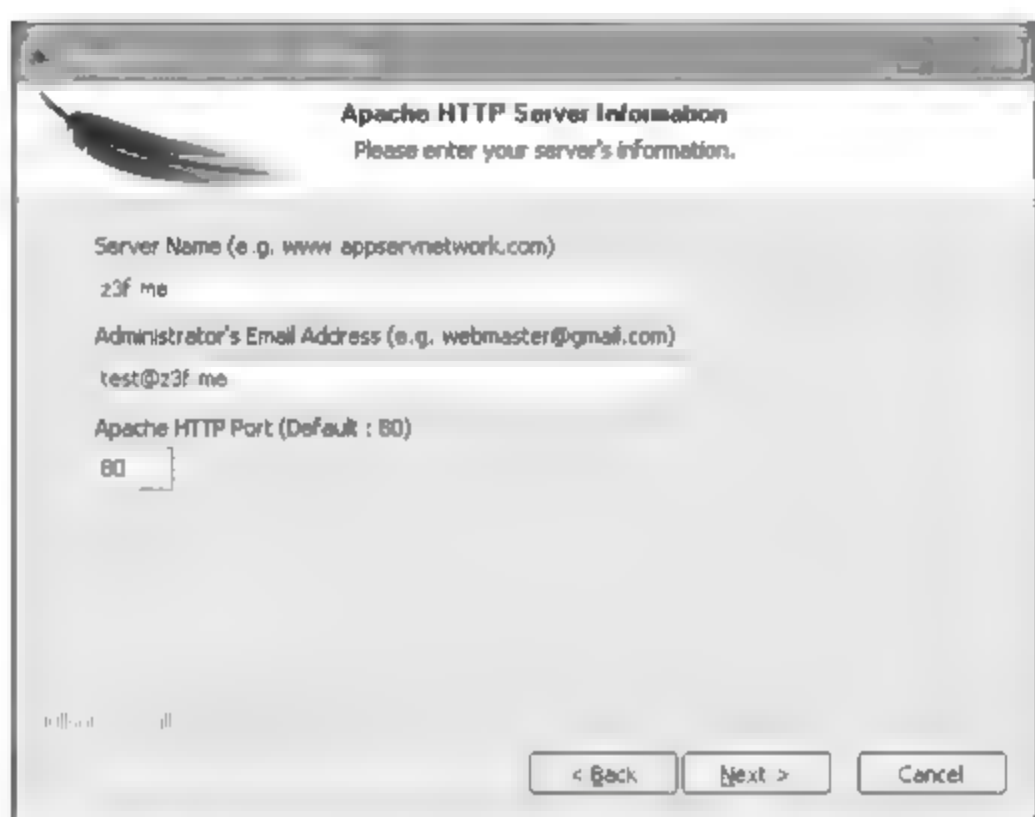 Apache HTTP Server Information
Please enter your server's information.
Server Name (e.g. www appservnetwork.com)
z3f me
Administrator's Email Address (e.g. webmaster@gmail.com)
test@z3f me
Apache HTTP Port (Default : 80)
80
< Back Next > Cancel